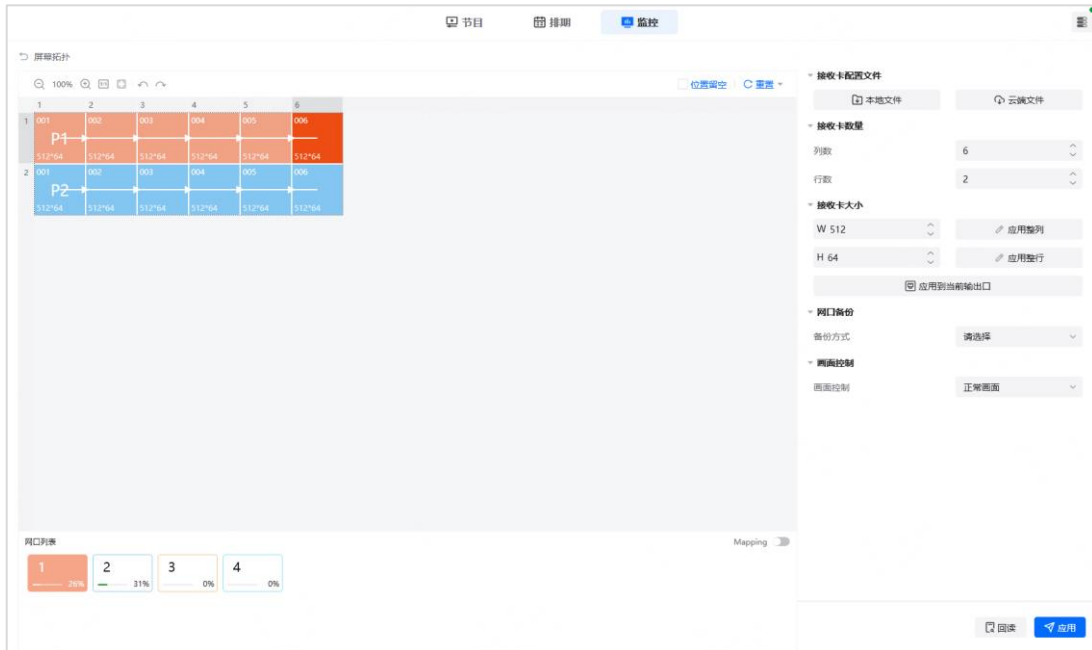 节目
排期
监控
屏幕拓扑
100%
位置留空
重置
1 2 3 4 5 6
1
001 002 003 004 005 006
P1
512*64 512*64 512*64 512*64 512*64 512*64
2
001 002 003 004 005 006
P2
512*64 512*64 512*64 512*64 512*64 512*64
网口列表
Mapping
1
26%
2
31%
3
0%
4
0%
接收卡配置文件
本地文件
云端文件
接收卡数量
列数
6
行数
2
接收卡大小
W 512
应用整列
H 64
应用整行
应用到当前输出口
网口备份
备份方式
请选择
画面控制
画面控制
正常画面
回读
应用